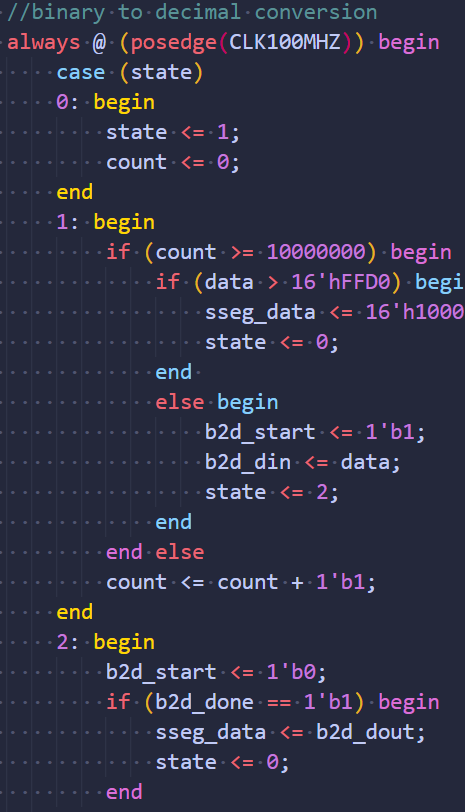 //binary to decimal conversion
always @ (posedge(CLK100MHZ)) begin
case (state)
0: begin
state <= 1;
count <= 0;
end
1: begin
if (count >= 10000000) begin
if (data > 16'hFFD0) begi
sseg_data <= 16'h1000
state <= 0;
end
else begin
b2d_start <= 1'b1;
b2d_din <= data;
state <= 2;
end
end else
count <= count + 1'b1;
end
2: begin
b2d_start <= 1'b0;
if (b2d_done == 1'b1) begin
sseg_data <= b2d_dout;
state <= 0;
end